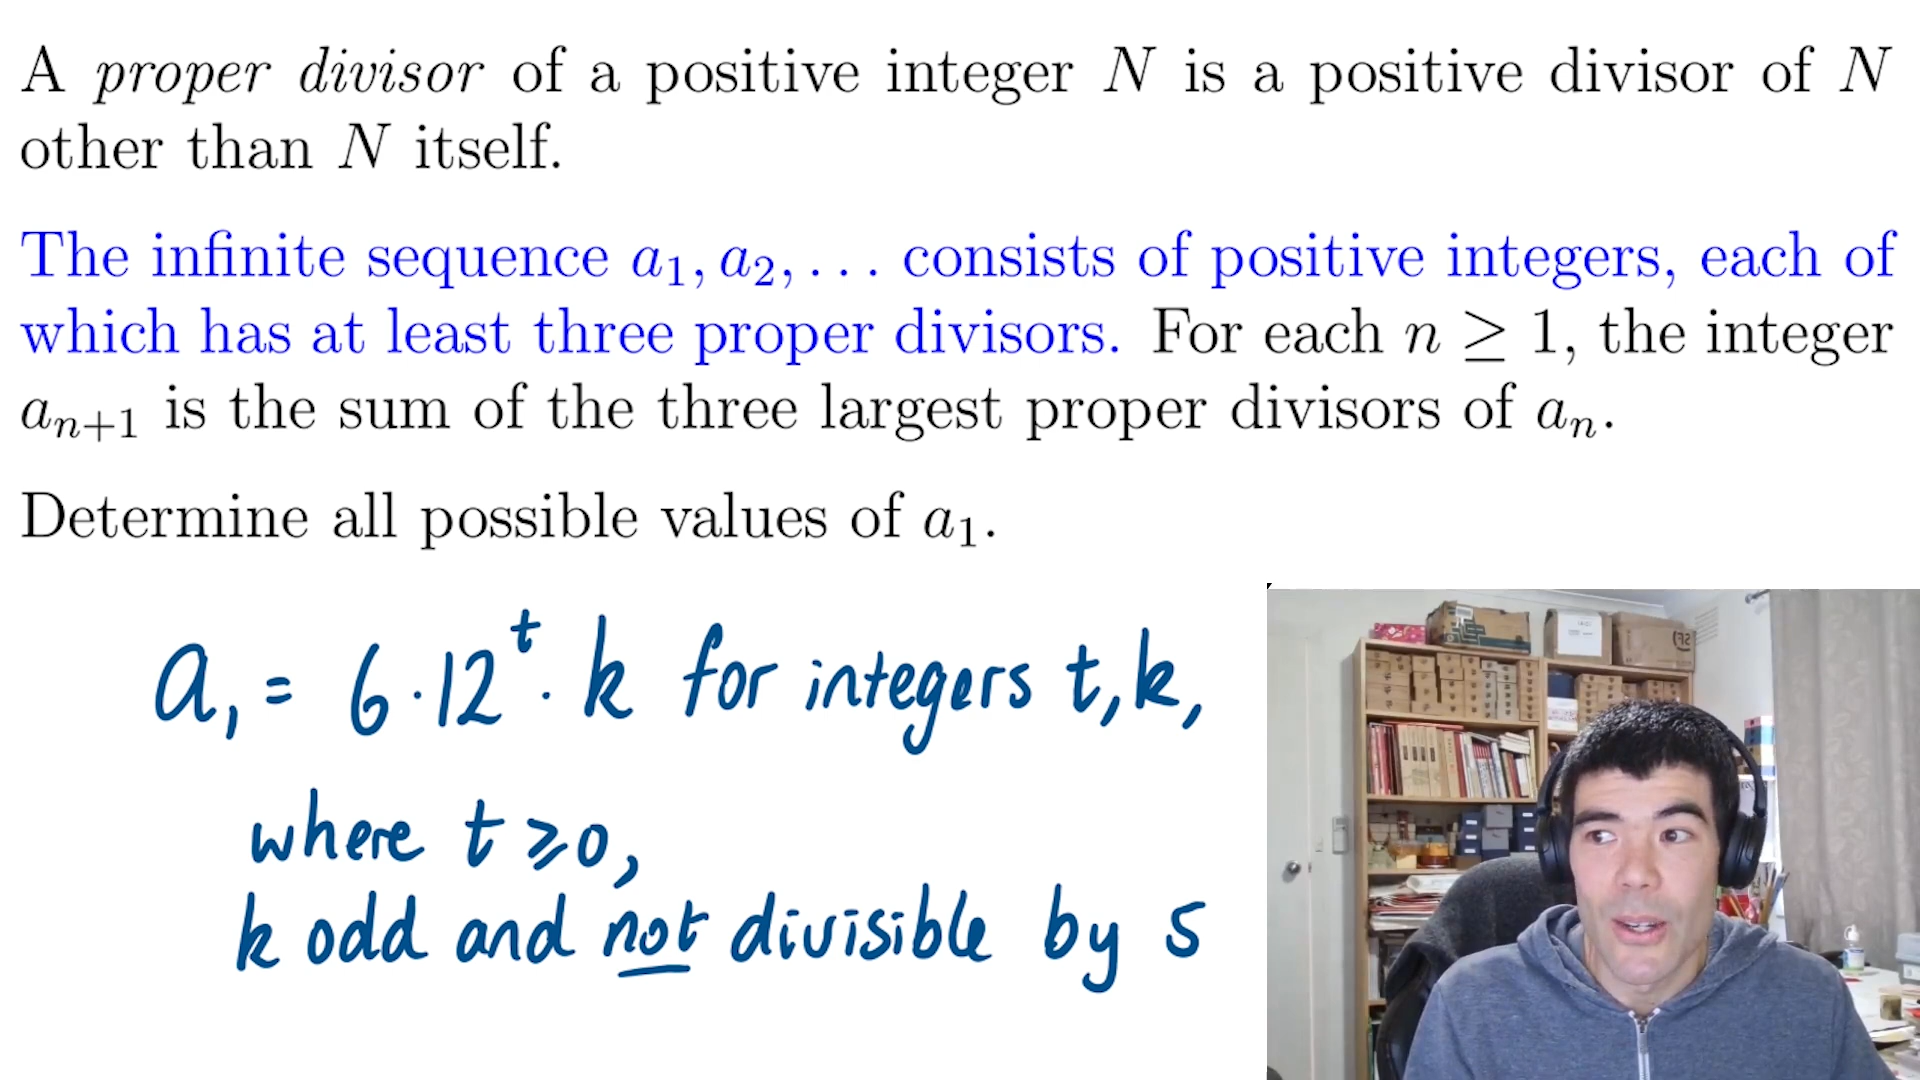 A proper divisor of a positive integer N is a positive divisor of N
other than N itself.
The infinite sequence a₁, a₂, . . . consists of positive integers, each of
which has at least three proper divisors. For each n ≥ 1, the integer
aₙ₊₁ is the sum of the three largest proper divisors of aₙ.
Determine all possible values of a₁.
a₁ = 6·12ᵗ·k for integers t, k,
where t ⩾ 0,
k odd and not divisible by 5